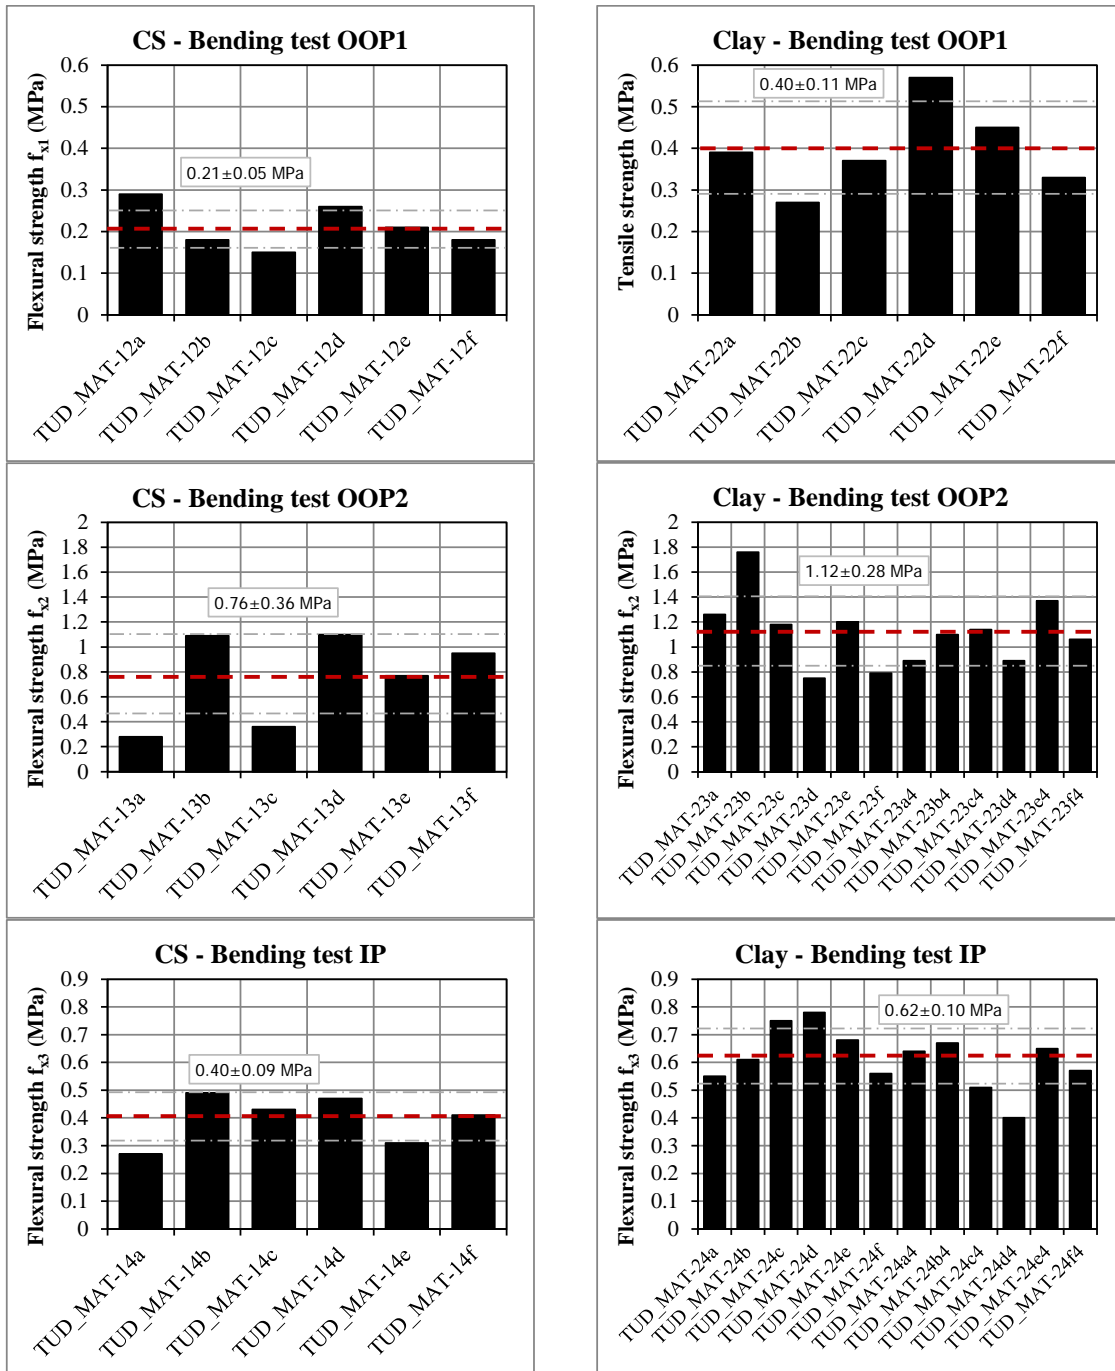 CS - Bending test OOP1
Flexural strength fx1 (MPa)
0.6
0.5
0.4
0.3
0.2
0.1
0
0.21±0.05 MPa
TUD_MAT-12a
TUD_MAT-12b
TUD_MAT-12c
TUD_MAT-12d
TUD_MAT-12e
TUD_MAT-12f
Clay - Bending test OOP1
Tensile strength (MPa)
0.6
0.5
0.4
0.3
0.2
0.1
0
0.40±0.11 MPa
TUD_MAT-22a
TUD_MAT-22b
TUD_MAT-22c
TUD_MAT-22d
TUD_MAT-22e
TUD_MAT-22f
CS - Bending test OOP2
Flexural strength fx2 (MPa)
2
1.8
1.6
1.4
1.2
1
0.8
0.6
0.4
0.2
0
0.76±0.36 MPa
TUD_MAT-13a
TUD_MAT-13b
TUD_MAT-13c
TUD_MAT-13d
TUD_MAT-13e
TUD_MAT-13f
Clay - Bending test OOP2
Flexural strength fx2 (MPa)
2
1.8
1.6
1.4
1.2
1
0.8
0.6
0.4
0.2
0
1.12±0.28 MPa
TUD_MAT-23a
TUD_MAT-23b
TUD_MAT-23c
TUD_MAT-23d
TUD_MAT-23e
TUD_MAT-23f
TUD_MAT-23a4
TUD_MAT-23b4
TUD_MAT-23c4
TUD_MAT-23d4
TUD_MAT-23e4
TUD_MAT-23f4
CS - Bending test IP
Flexural strength fx3 (MPa)
0.9
0.8
0.7
0.6
0.5
0.4
0.3
0.2
0.1
0
0.40±0.09 MPa
TUD_MAT-14a
TUD_MAT-14b
TUD_MAT-14c
TUD_MAT-14d
TUD_MAT-14e
TUD_MAT-14f
Clay - Bending test IP
Flexural strength fx3 (MPa)
0.9
0.8
0.7
0.6
0.5
0.4
0.3
0.2
0.1
0
0.62±0.10 MPa
TUD_MAT-24a
TUD_MAT-24b
TUD_MAT-24c
TUD_MAT-24d
TUD_MAT-24e
TUD_MAT-24f
TUD_MAT-24a4
TUD_MAT-24b4
TUD_MAT-24c4
TUD_MAT-24d4
TUD_MAT-24e4
TUD_MAT-24f4